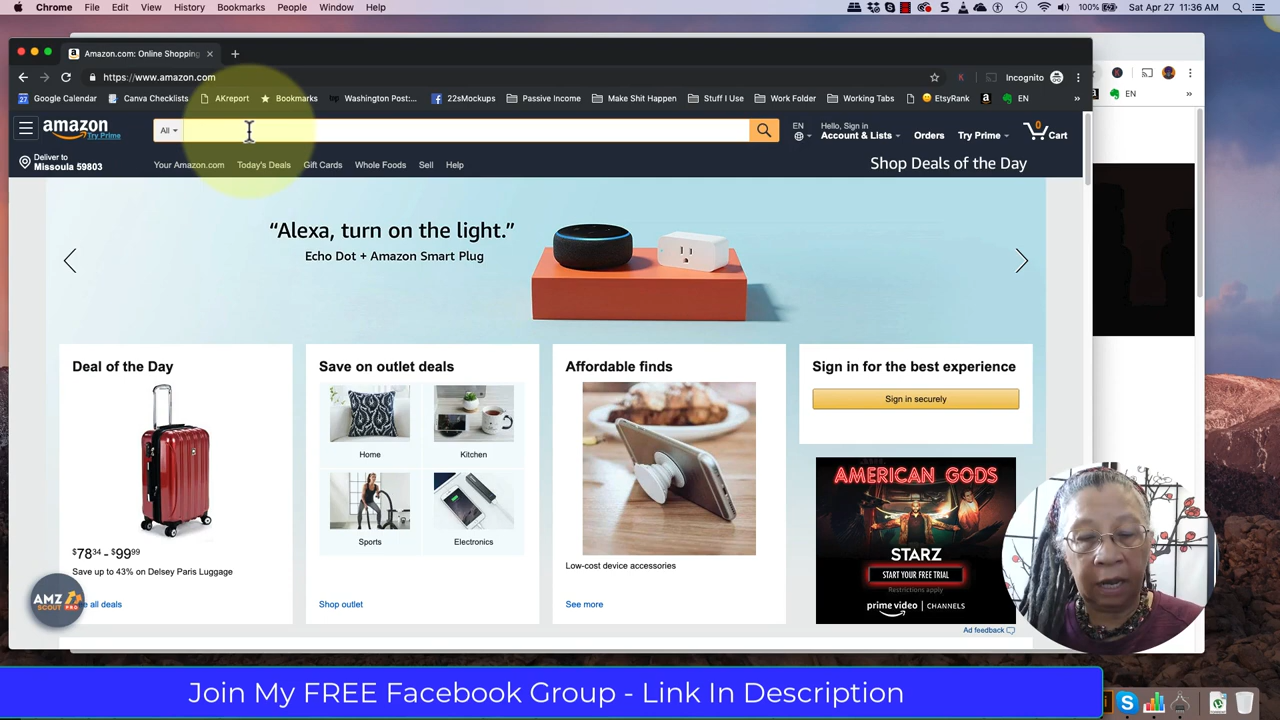 Chrome File Edit View History Bookmarks People Window Help 100% Sat Apr 27 11:36 AM
Amazon.com: Online Shopping
https://www.amazon.com Incognito
Google Calendar Canva Checklists AKreport Bookmarks Washington Post:... 22sMockups Passive Income Make Shit Happen Stuff I Use Work Folder Working Tabs EtsyRank EN »
EN »
amazon Try Prime
All
EN
Hello, Sign in
Account & Lists
Orders
Try Prime
0
Cart
Deliver to
Missoula 59803
Your Amazon.com Today's Deals Gift Cards Whole Foods Sell Help
Shop Deals of the Day
“Alexa, turn on the light.”
Echo Dot + Amazon Smart Plug
Deal of the Day
$7834 - $9999
Save up to 43% on Delsey Paris Luggage
all deals
AMZ
SCOUT
PRO
Save on outlet deals
Home Kitchen
Sports Electronics
Shop outlet
Affordable finds
Low-cost device accessories
See more
Sign in for the best experience
Sign in securely
AMERICAN GODS
STARZ
START YOUR FREE TRIAL
Restrictions apply
prime video | CHANNELS
Ad feedback
Join My FREE Facebook Group - Link In Description